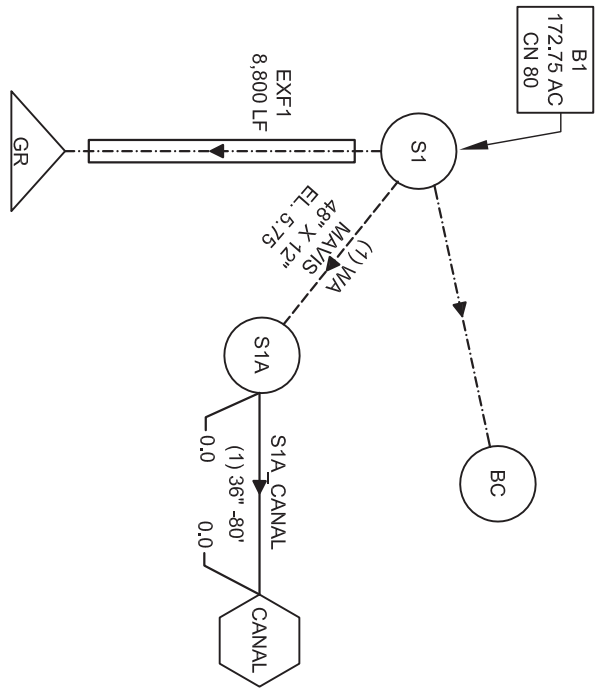 B1
172.75 AC
CN 80
S1
EXF1
8,800 LF
GR
(1) WA
MAVIS
48" X 12"
EL. 5.75
BC
S1A
S1A_CANAL
(1) 36" -80'
0.0
0.0
CANAL